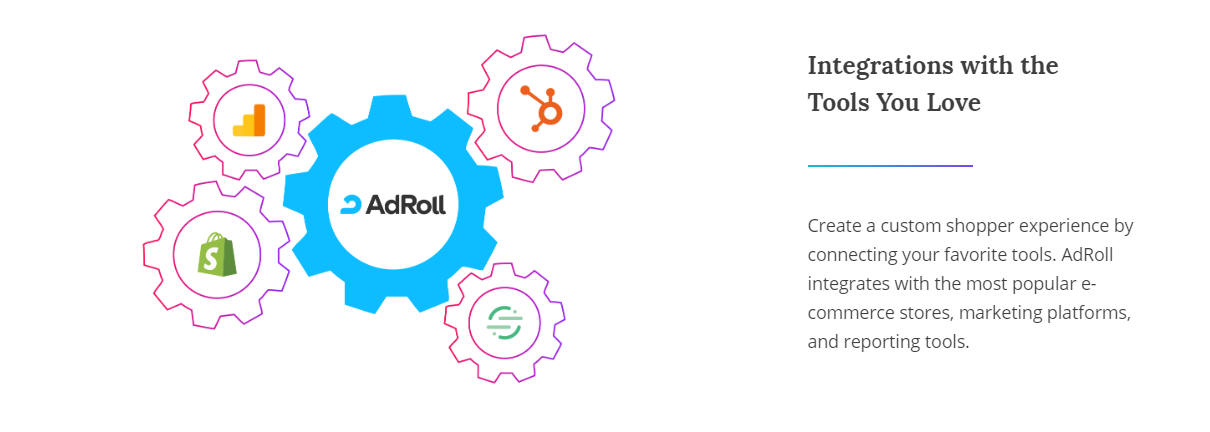 AdRoll
S
Integrations with the
Tools You Love
Create a custom shopper experience by
connecting your favorite tools. AdRoll
integrates with the most popular e-
commerce stores, marketing platforms,
and reporting tools.